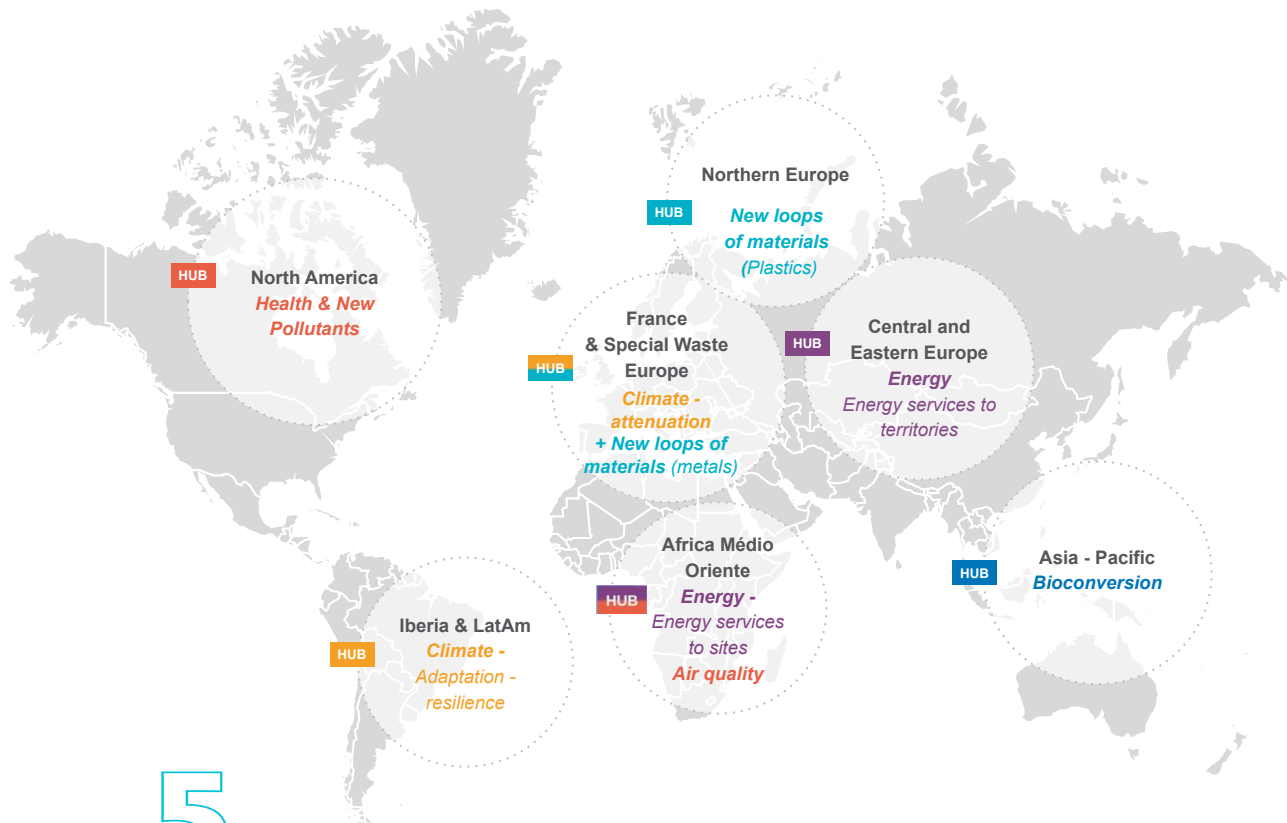 HUB
North America
Health & New
Pollutants
HUB
Northern Europe
New loops
of materials
(Plastics)
HUB
France
& Special Waste
Europe
Climate -
attenuation
+ New loops of
materials (metals)
HUB
Central and
Eastern Europe
Energy
Energy services to
territories
HUB
Iberia & LatAm
Climate -
Adaptation -
resilience
HUB
Africa Médio
Oriente
Energy -
Energy services
to sites
Air quality
HUB
Asia - Pacific
Bioconversion
5